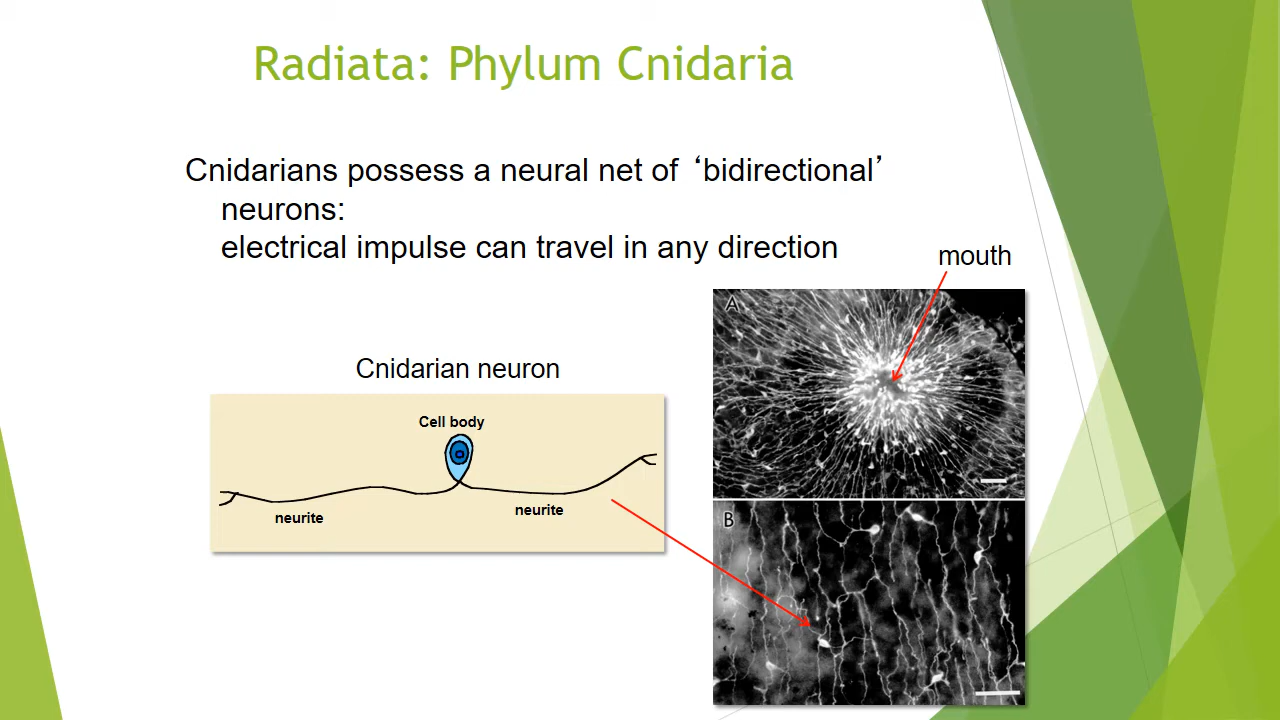 Radiata: Phylum Cnidaria
Cnidarians possess a neural net of ‘bidirectional’
neurons:
electrical impulse can travel in any direction
mouth
A
Cnidarian neuron
Cell body
neurite
neurite
B